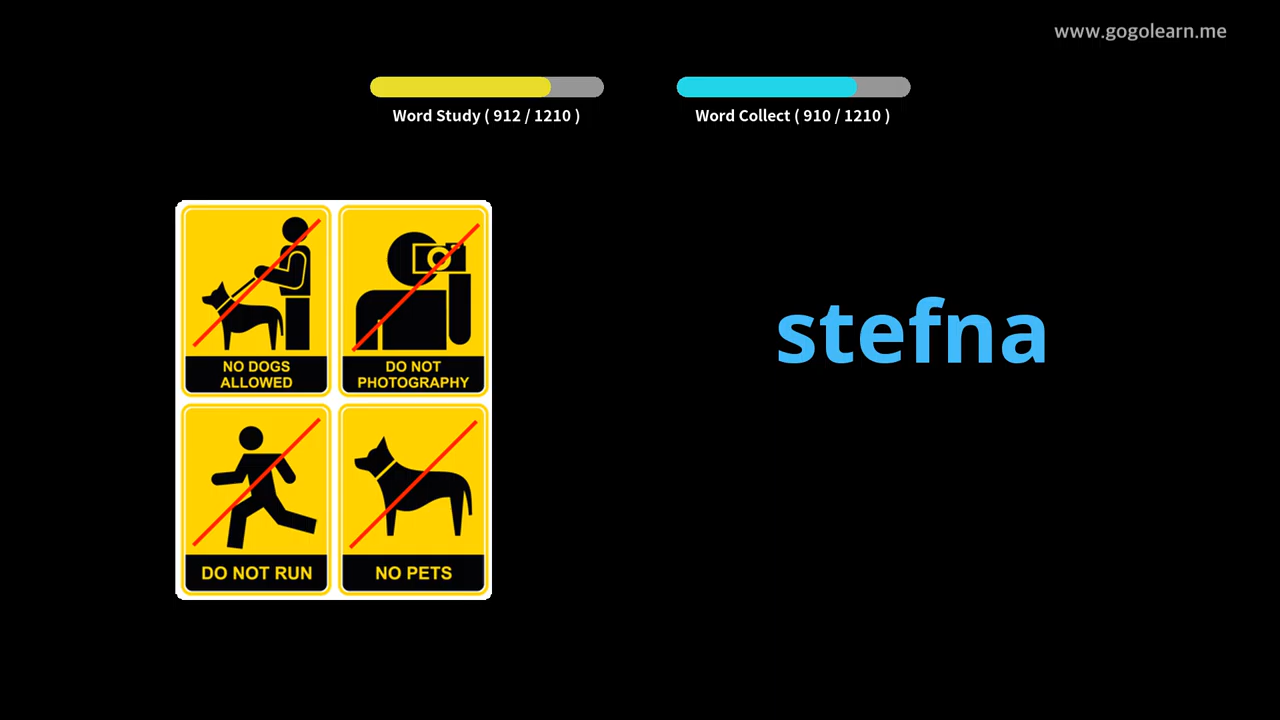 www.gogolearn.me
Word Study ( 912 / 1210 )
Word Collect ( 910 / 1210 )
NO DOGS
ALLOWED
DO NOT
PHOTOGRAPHY
DO NOT RUN
NO PETS
stefna